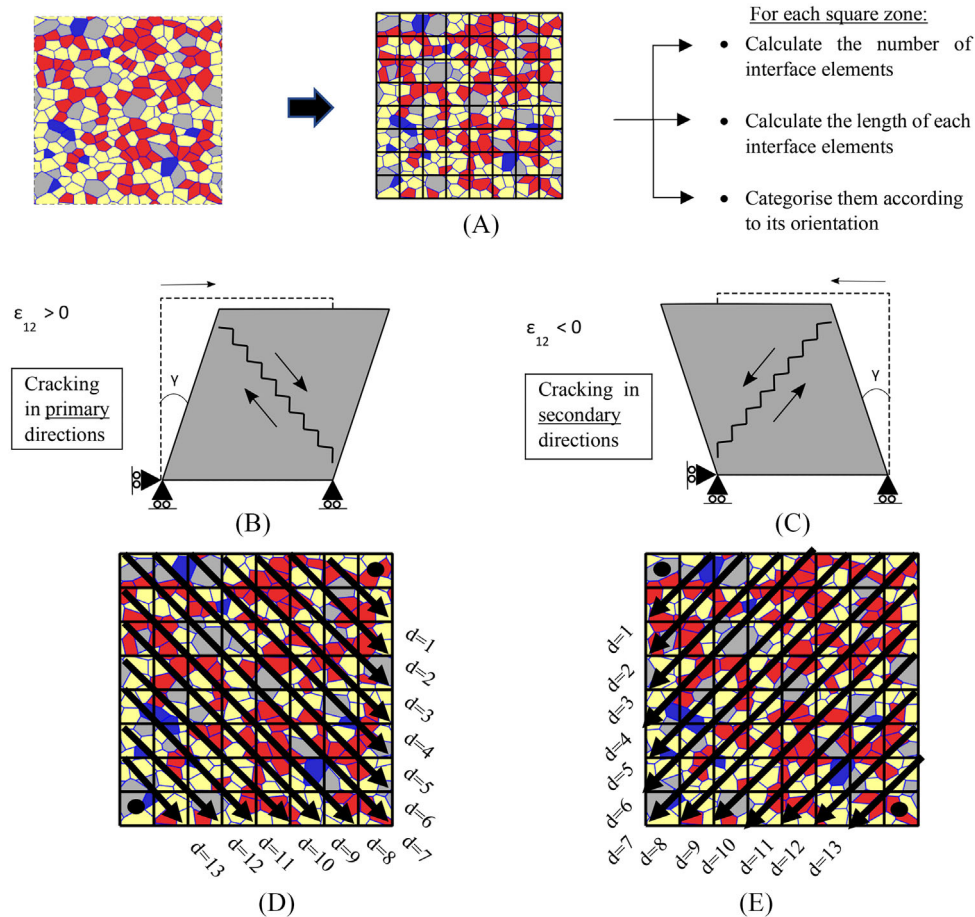 For each square zone:
• Calculate the number of
interface elements
• Calculate the length of each
interface elements
• Categorise them according
to its orientation
(A)
ε12 > 0
Cracking
in primary
directions
γ
(B)
ε12 < 0
Cracking in
secondary
directions
γ
(C)
d=1
d=2
d=3
d=4
d=5
d=6
d=7
d=8
d=9
d=10
d=11
d=12
d=13
(D)
d=1
d=2
d=3
d=4
d=5
d=6
d=7
d=8
d=9
d=10
d=11
d=12
d=13
(E)